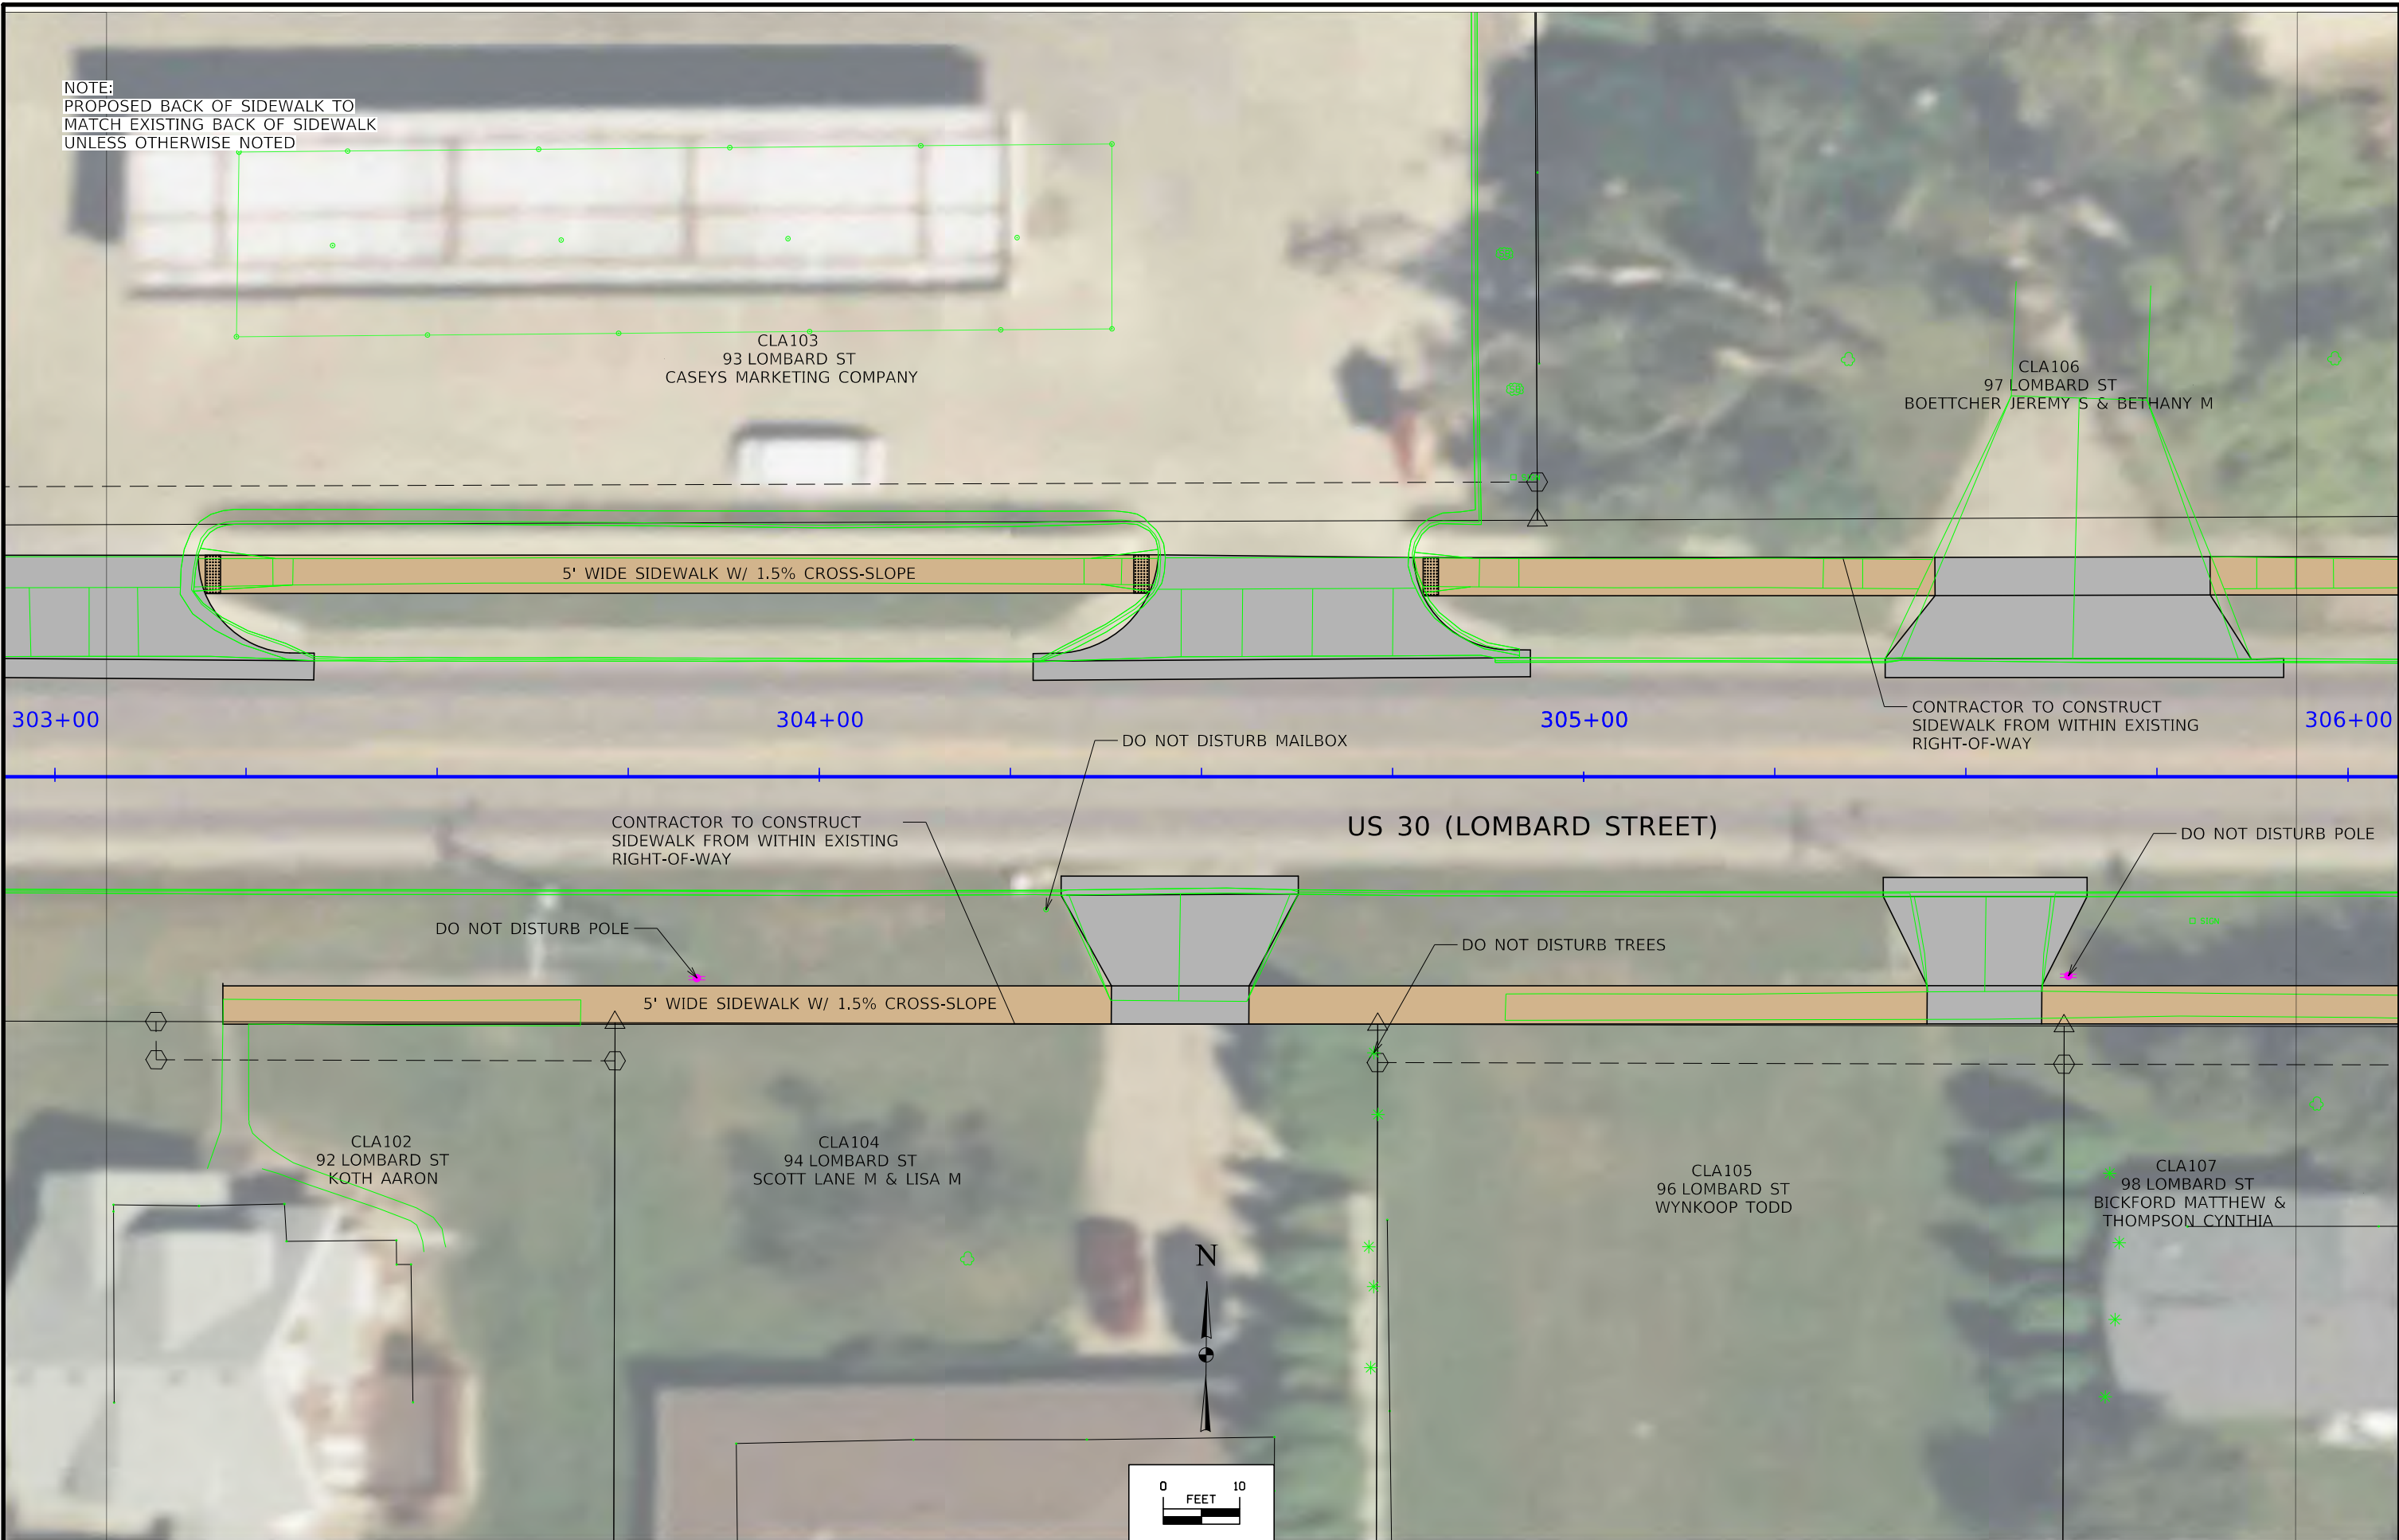 NOTE:
PROPOSED BACK OF SIDEWALK TO
MATCH EXISTING BACK OF SIDEWALK
UNLESS OTHERWISE NOTED
CLA103
93 LOMBARD ST
CASEYS MARKETING COMPANY
CLA106
97 LOMBARD ST
BOETTCHER JEREMY S & BETHANY M
5' WIDE SIDEWALK W/ 1.5% CROSS-SLOPE
CONTRACTOR TO CONSTRUCT
SIDEWALK FROM WITHIN EXISTING
RIGHT-OF-WAY
303+00
304+00
305+00
306+00
DO NOT DISTURB MAILBOX
CONTRACTOR TO CONSTRUCT
SIDEWALK FROM WITHIN EXISTING
RIGHT-OF-WAY
US 30 (LOMBARD STREET)
DO NOT DISTURB POLE
DO NOT DISTURB POLE
DO NOT DISTURB TREES
5' WIDE SIDEWALK W/ 1.5% CROSS-SLOPE
CLA102
92 LOMBARD ST
KOTH AARON
CLA104
94 LOMBARD ST
SCOTT LANE M & LISA M
CLA105
96 LOMBARD ST
WYNKOOP TODD
CLA107
98 LOMBARD ST
BICKFORD MATTHEW &
THOMPSON CYNTHIA
N
0 10
FEET